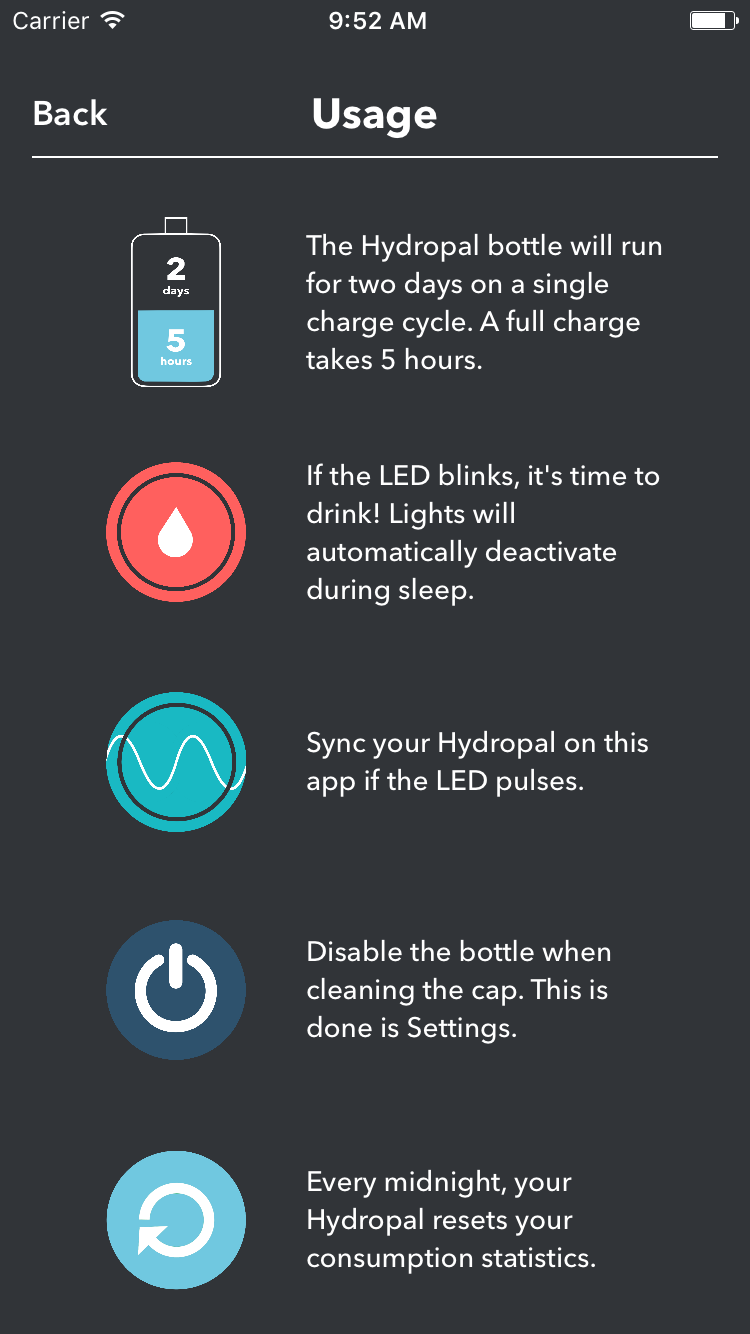 Carrier 9:52 AM
Back Usage
2
days
5
hours
The Hydropal bottle will run
for two days on a single
charge cycle. A full charge
takes 5 hours.
If the LED blinks, it's time to
drink! Lights will
automatically deactivate
during sleep.
Sync your Hydropal on this
app if the LED pulses.
Disable the bottle when
cleaning the cap. This is
done is Settings.
Every midnight, your
Hydropal resets your
consumption statistics.